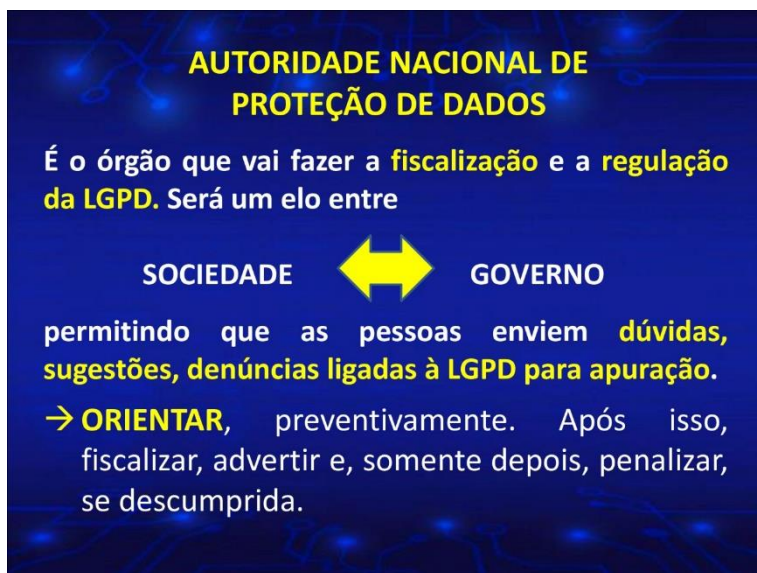 AUTORIDADE NACIONAL DE
PROTEÇÃO DE DADOS
É o órgão que vai fazer a fiscalização e a regulação
da LGPD. Será um elo entre
SOCIEDADE GOVERNO
permitindo que as pessoas enviem dúvidas,
sugestões, denúncias ligadas à LGPD para apuração.
→ ORIENTAR, preventivamente. Após isso,
fiscalizar, advertir e, somente depois, penalizar,
se descumprida.